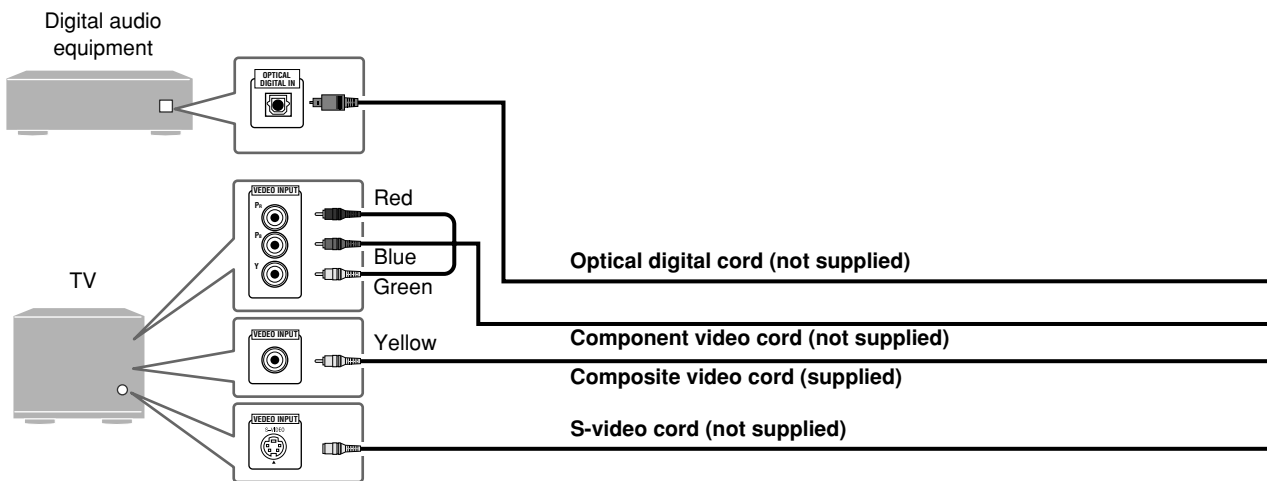 Digital audio
equipment
OPTICAL
DIGITAL IN
VEDEO INPUT
PR
Red
PB
Blue
Y
Green
Optical digital cord (not supplied)
TV
Component video cord (not supplied)
VEDEO INPUT
Yellow
Composite video cord (supplied)
VEDEO INPUT
S-VIDEO
S-video cord (not supplied)